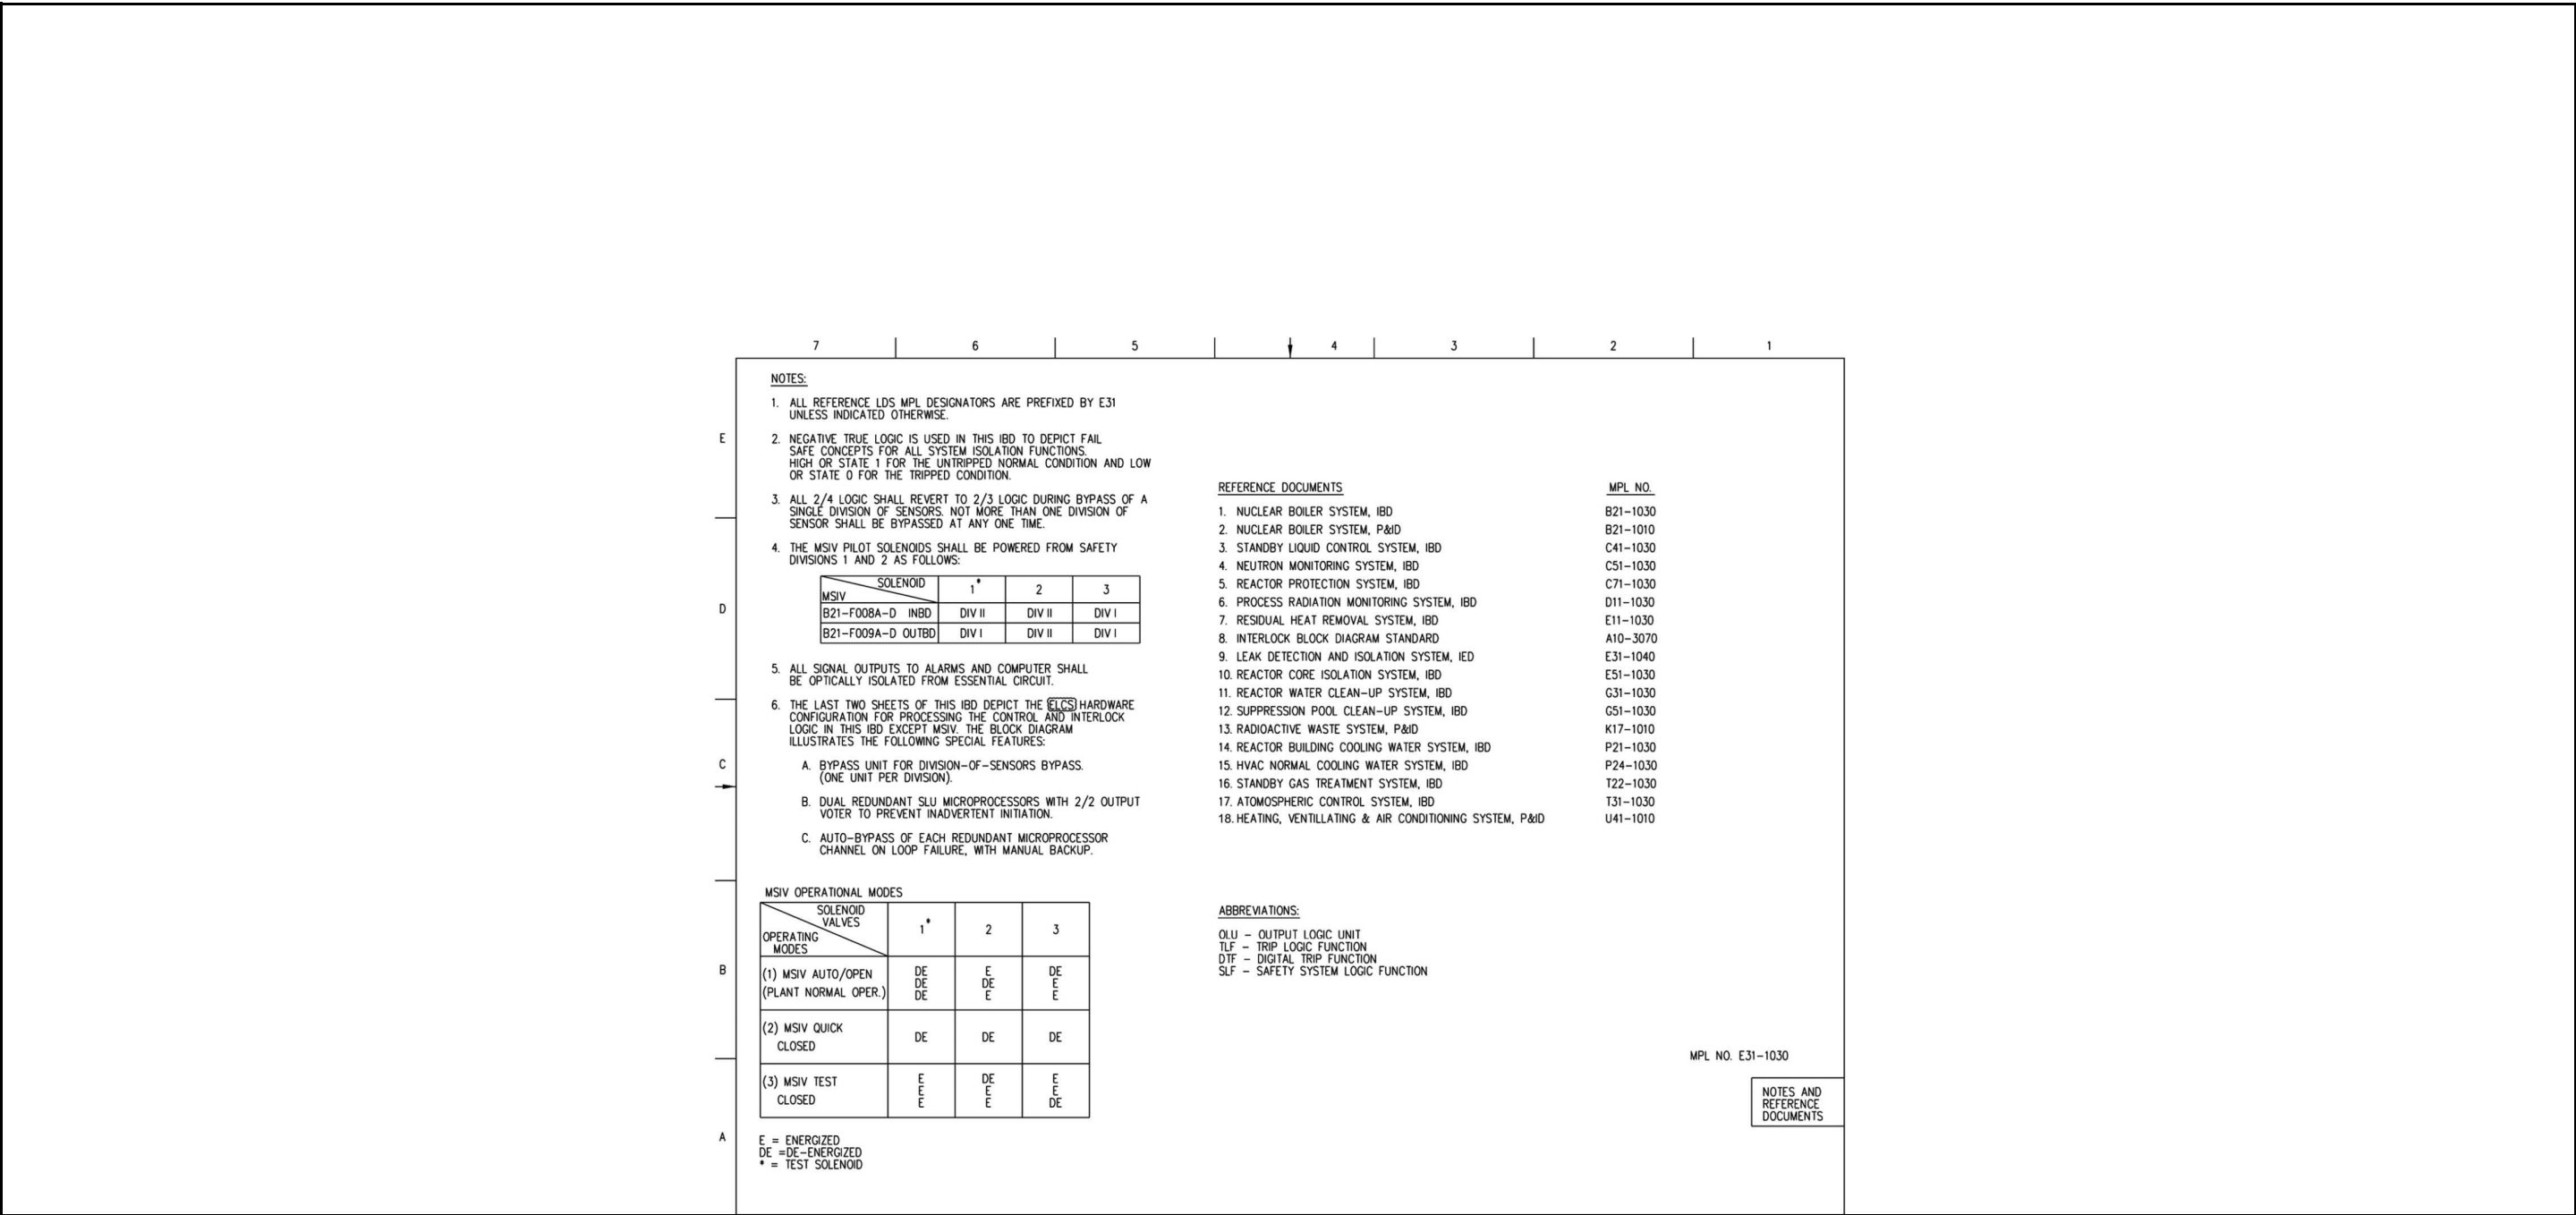 7 6 5 4 3 2 1
NOTES:
1. ALL REFERENCE LDS MPL DESIGNATORS ARE PREFIXED BY E31
UNLESS INDICATED OTHERWISE.
E
2. NEGATIVE TRUE LOGIC IS USED IN THIS IBD TO DEPICT FAIL
SAFE CONCEPTS FOR ALL SYSTEM ISOLATION FUNCTIONS.
HIGH OR STATE 1 FOR THE UNTRIPPED NORMAL CONDITION AND LOW
OR STATE 0 FOR THE TRIPPED CONDITION.
3. ALL 2/4 LOGIC SHALL REVERT TO 2/3 LOGIC DURING BYPASS OF A
SINGLE DIVISION OF SENSORS. NOT MORE THAN ONE DIVISION OF
SENSOR SHALL BE BYPASSED AT ANY ONE TIME.
4. THE MSIV PILOT SOLENOIDS SHALL BE POWERED FROM SAFETY
DIVISIONS 1 AND 2 AS FOLLOWS:
SOLENOID
MSIV
1* 2 3
D
B21-F008A-D INBD DIV II DIV II DIV I
B21-F009A-D OUTBD DIV I DIV II DIV I
5. ALL SIGNAL OUTPUTS TO ALARMS AND COMPUTER SHALL
BE OPTICALLY ISOLATED FROM ESSENTIAL CIRCUIT.
6. THE LAST TWO SHEETS OF THIS IBD DEPICT THE ELCS HARDWARE
CONFIGURATION FOR PROCESSING THE CONTROL AND INTERLOCK
LOGIC IN THIS IBD EXCEPT MSIV. THE BLOCK DIAGRAM
ILLUSTRATES THE FOLLOWING SPECIAL FEATURES:
C
A. BYPASS UNIT FOR DIVISION-OF-SENSORS BYPASS.
(ONE UNIT PER DIVISION).
B. DUAL REDUNDANT SLU MICROPROCESSORS WITH 2/2 OUTPUT
VOTER TO PREVENT INADVERTENT INITIATION.
C. AUTO-BYPASS OF EACH REDUNDANT MICROPROCESSOR
CHANNEL ON LOOP FAILURE, WITH MANUAL BACKUP.
MSIV OPERATIONAL MODES
SOLENOID
VALVES
OPERATING
MODES
1* 2 3
B
(1) MSIV AUTO/OPEN
(PLANT NORMAL OPER.)
DE E DE
DE DE E
DE E E
(2) MSIV QUICK
CLOSED
DE DE DE
(3) MSIV TEST
CLOSED
E DE E
E E E
E E DE
A
E = ENERGIZED
DE =DE-ENERGIZED
* = TEST SOLENOID
REFERENCE DOCUMENTS MPL NO.
1. NUCLEAR BOILER SYSTEM, IBD B21-1030
2. NUCLEAR BOILER SYSTEM, P&ID B21-1010
3. STANDBY LIQUID CONTROL SYSTEM, IBD C41-1030
4. NEUTRON MONITORING SYSTEM, IBD C51-1030
5. REACTOR PROTECTION SYSTEM, IBD C71-1030
6. PROCESS RADIATION MONITORING SYSTEM, IBD D11-1030
7. RESIDUAL HEAT REMOVAL SYSTEM, IBD E11-1030
8. INTERLOCK BLOCK DIAGRAM STANDARD A10-3070
9. LEAK DETECTION AND ISOLATION SYSTEM, IED E31-1040
10. REACTOR CORE ISOLATION SYSTEM, IBD E51-1030
11. REACTOR WATER CLEAN-UP SYSTEM, IBD G31-1030
12. SUPPRESSION POOL CLEAN-UP SYSTEM, IBD G51-1030
13. RADIOACTIVE WASTE SYSTEM, P&ID K17-1010
14. REACTOR BUILDING COOLING WATER SYSTEM, IBD P21-1030
15. HVAC NORMAL COOLING WATER SYSTEM, IBD P24-1030
16. STANDBY GAS TREATMENT SYSTEM, IBD T22-1030
17. ATOMOSPHERIC CONTROL SYSTEM, IBD T31-1030
18. HEATING, VENTILLATING & AIR CONDITIONING SYSTEM, P&ID U41-1010
ABBREVIATIONS:
OLU - OUTPUT LOGIC UNIT
TLF - TRIP LOGIC FUNCTION
DTF - DIGITAL TRIP FUNCTION
SLF - SAFETY SYSTEM LOGIC FUNCTION
MPL NO. E31-1030
NOTES AND
REFERENCE
DOCUMENTS